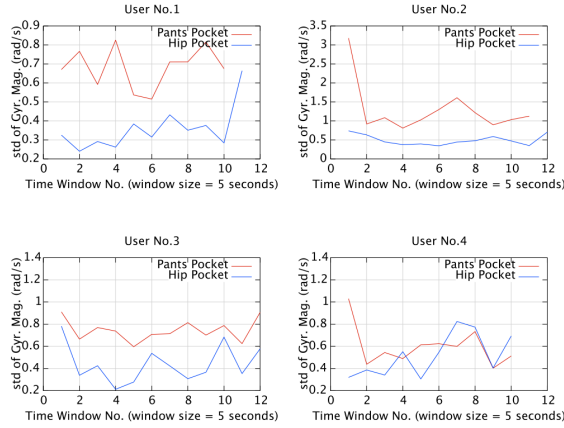 User No.1
std of Gyr. Mag. (rad/s)
0.9
0.8
0.7
0.6
0.5
0.4
0.3
0.2
Pants Pocket
Hip Pocket
0 2 4 6 8 10 12
Time Window No. (window size = 5 seconds)
User No.2
std of Gyr. Mag. (rad/s)
3.5
3
2.5
2
1.5
1
0.5
0
Pants Pocket
Hip Pocket
0 2 4 6 8 10 12
Time Window No. (window size = 5 seconds)
User No.3
std of Gyr. Mag. (rad/s)
1.4
1.2
1
0.8
0.6
0.4
0.2
Pants Pocket
Hip Pocket
0 2 4 6 8 10 12
Time Window No. (window size = 5 seconds)
User No.4
std of Gyr. Mag. (rad/s)
1.4
1.2
1
0.8
0.6
0.4
0.2
Pants Pocket
Hip Pocket
0 2 4 6 8 10 12
Time Window No. (window size = 5 seconds)